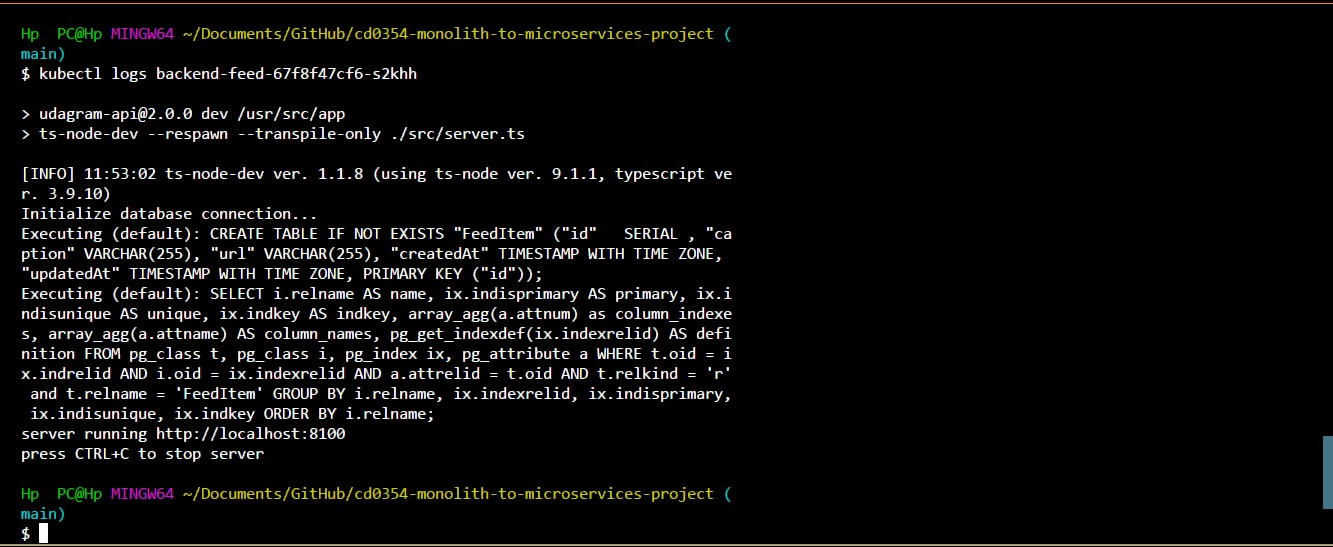 Hp  PC@Hp MINGW64 ~/Documents/GitHub/cd0354-monolith-to-microservices-project (
main)
$ kubectl logs backend-feed-67f8f47cf6-s2khh

> udagram-api@2.0.0 dev /usr/src/app
> ts-node-dev --respawn --transpile-only ./src/server.ts

[INFO] 11:53:02 ts-node-dev ver. 1.1.8 (using ts-node ver. 9.1.1, typescript ve
r. 3.9.10)
Initialize database connection...
Executing (default): CREATE TABLE IF NOT EXISTS "FeedItem" ("id"   SERIAL , "ca
ption" VARCHAR(255), "url" VARCHAR(255), "createdAt" TIMESTAMP WITH TIME ZONE,
"updatedAt" TIMESTAMP WITH TIME ZONE, PRIMARY KEY ("id"));
Executing (default): SELECT i.relname AS name, ix.indisprimary AS primary, ix.i
ndisunique AS unique, ix.indkey AS indkey, array_agg(a.attnum) as column_indexe
s, array_agg(a.attname) AS column_names, pg_get_indexdef(ix.indexrelid) AS defi
nition FROM pg_class t, pg_class i, pg_index ix, pg_attribute a WHERE t.oid = i
x.indrelid AND i.oid = ix.indexrelid AND a.attrelid = t.oid AND t.relkind = 'r'
 and t.relname = 'FeedItem' GROUP BY i.relname, ix.indexrelid, ix.indisprimary,
 ix.indisunique, ix.indkey ORDER BY i.relname;
server running http://localhost:8100
press CTRL+C to stop server

Hp  PC@Hp MINGW64 ~/Documents/GitHub/cd0354-monolith-to-microservices-project (
main)
$